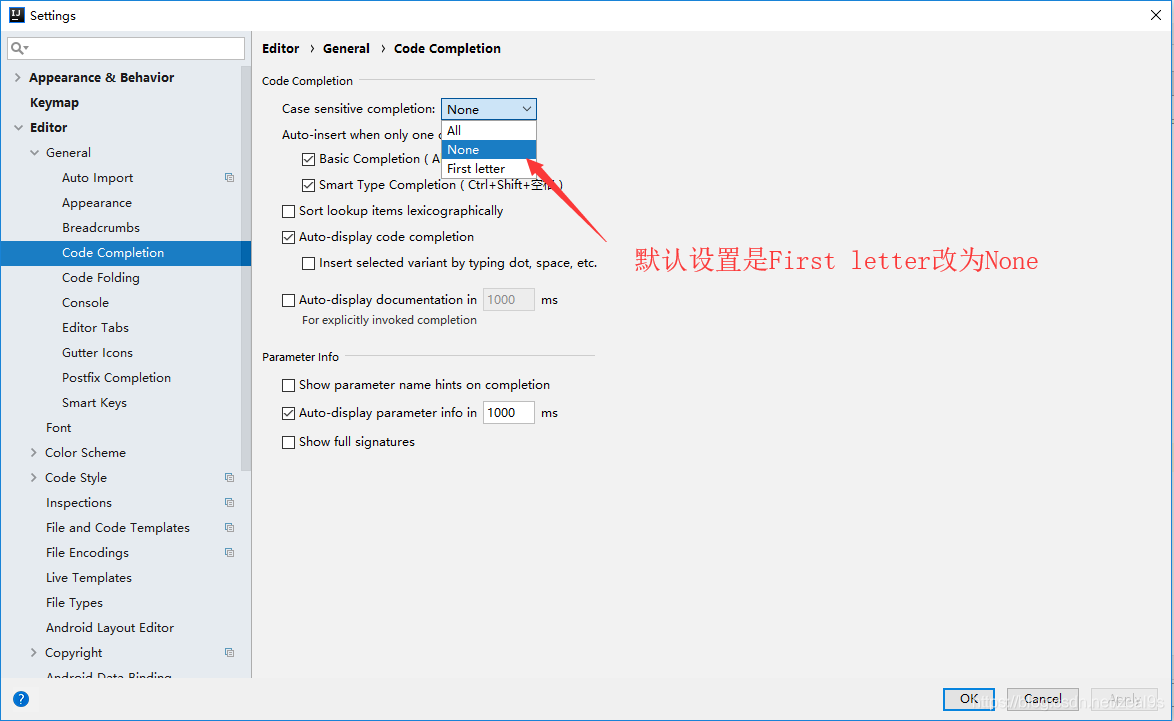 Settings
Editor › General › Code Completion
Appearance & Behavior
Keymap
Editor
General
Auto Import
Appearance
Breadcrumbs
Code Completion
Code Folding
Console
Editor Tabs
Gutter Icons
Postfix Completion
Smart Keys
Font
Color Scheme
Code Style
Inspections
File and Code Templates
File Encodings
Live Templates
File Types
Android Layout Editor
Copyright
Android Data Binding
Code Completion
Case sensitive completion: None
All
None
First letter
Auto-insert when only one
Basic Completion ( A
Smart Type Completion ( Ctrl+Shift+空格 )
Sort lookup items lexicographically
Auto-display code completion
Insert selected variant by typing dot, space, etc.
默认设置是First letter改为None
Auto-display documentation in 1000 ms
For explicitly invoked completion
Parameter Info
Show parameter name hints on completion
Auto-display parameter info in 1000 ms
Show full signatures
?
OK Cancel Apply